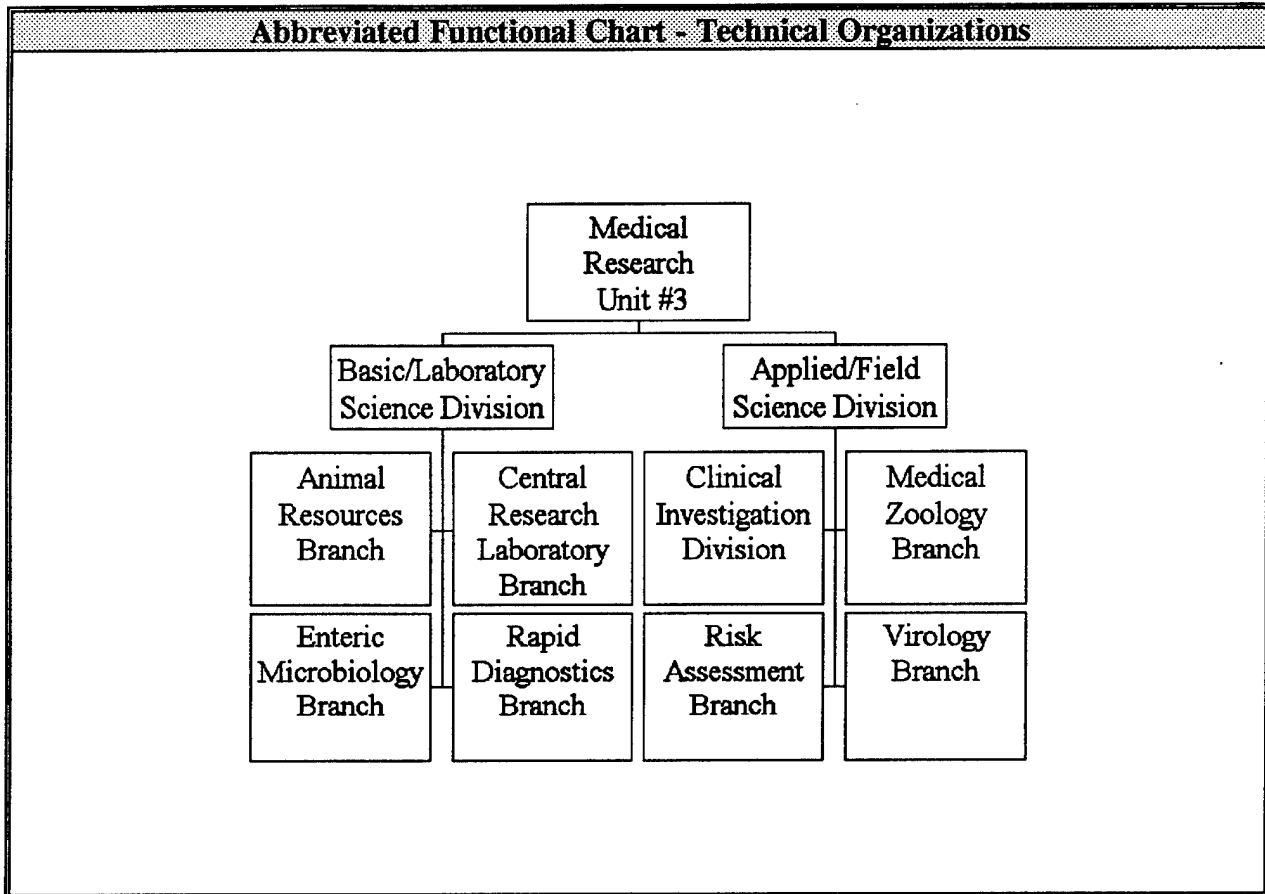 Abbreviated Functional Chart - Technical Organizations
Medical
Research
Unit #3
Basic/Laboratory
Science Division
Applied/Field
Science Division
Animal
Resources
Branch
Central
Research
Laboratory
Branch
Clinical
Investigation
Division
Medical
Zoology
Branch
Enteric
Microbiology
Branch
Rapid
Diagnostics
Branch
Risk
Assessment
Branch
Virology
Branch